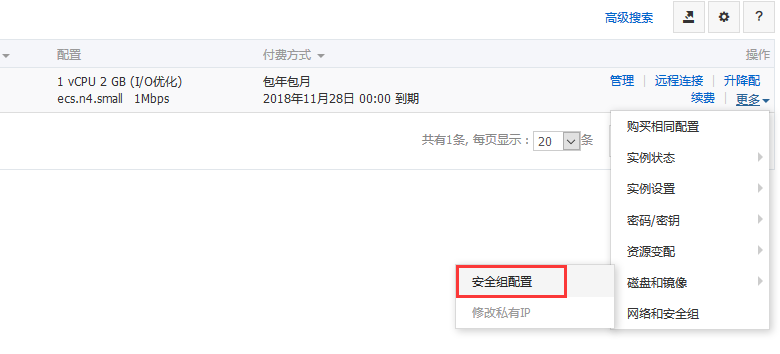 高级搜索 ?
配置 付费方式 操作
1 vCPU 2 GB (I/O优化) 包年包月 管理 远程连接 升降配
ecs.n4.small 1Mbps 2018年11月28日 00:00 到期 续费 更多
购买相同配置
共有1条, 每页显示： 20 条
实例状态
实例设置
密码/密钥
资源变配
安全组配置 磁盘和镜像
修改私有IP 网络和安全组